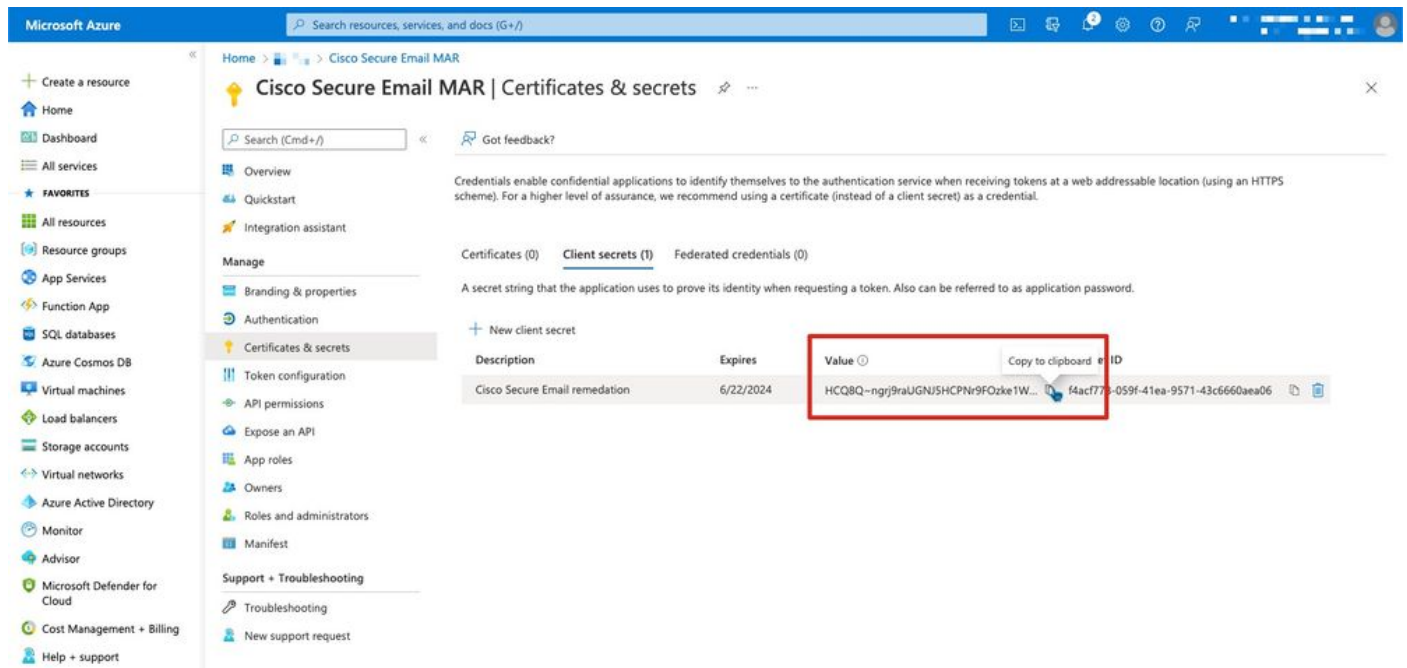 Microsoft Azure
Search resources, services, and docs (G+/)
2
Home > > Cisco Secure Email MAR
Cisco Secure Email MAR | Certificates & secrets
Create a resource
Home
Dashboard
All services
FAVORITES
All resources
Resource groups
App Services
Function App
SQL databases
Azure Cosmos DB
Virtual machines
Load balancers
Storage accounts
Virtual networks
Azure Active Directory
Monitor
Advisor
Microsoft Defender for
Cloud
Cost Management + Billing
Help + support
Search (Cmd+/)
Overview
Quickstart
Integration assistant
Manage
Branding & properties
Authentication
Certificates & secrets
Token configuration
API permissions
Expose an API
App roles
Owners
Roles and administrators
Manifest
Support + Troubleshooting
Troubleshooting
New support request
Got feedback?
Credentials enable confidential applications to identify themselves to the authentication service when receiving tokens at a web addressable location (using an HTTPS
scheme). For a higher level of assurance, we recommend using a certificate (instead of a client secret) as a credential.
Certificates (0) Client secrets (1) Federated credentials (0)
A secret string that the application uses to prove its identity when requesting a token. Also can be referred to as application password.
New client secret
Description Expires Value Copy to clipboard ID
Cisco Secure Email remedation 6/22/2024 HCQ8Q~ngrj9raUGNJ5HCPNr9FOzke1W...